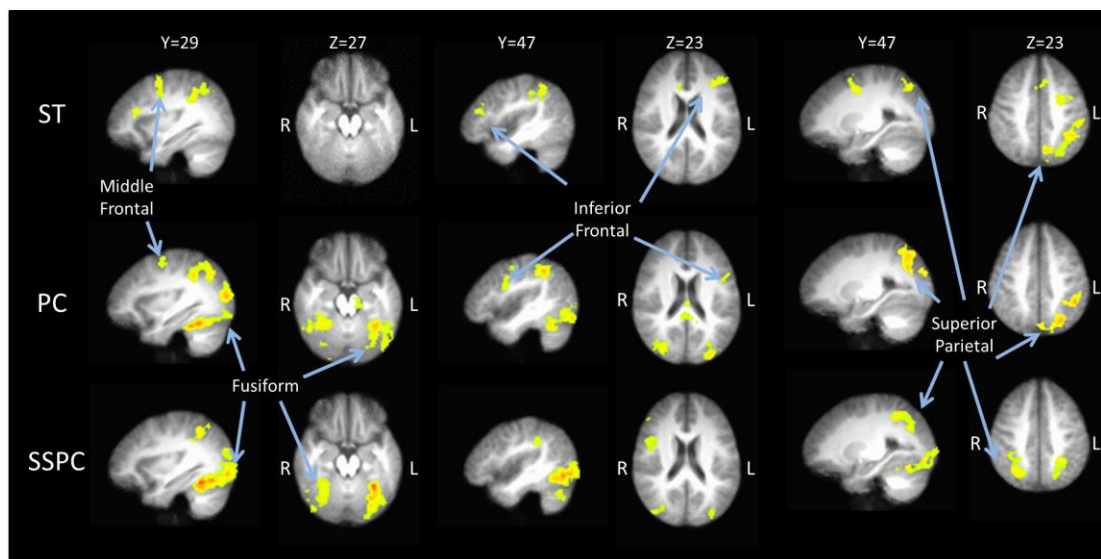 Y=29 Z=27 Y=47 Z=23 Y=47 Z=23
ST R L R L R L
Middle
Frontal
Inferior
Frontal
PC R L R L R L
Superior
Parietal
Fusiform
SSPC R L R L R L